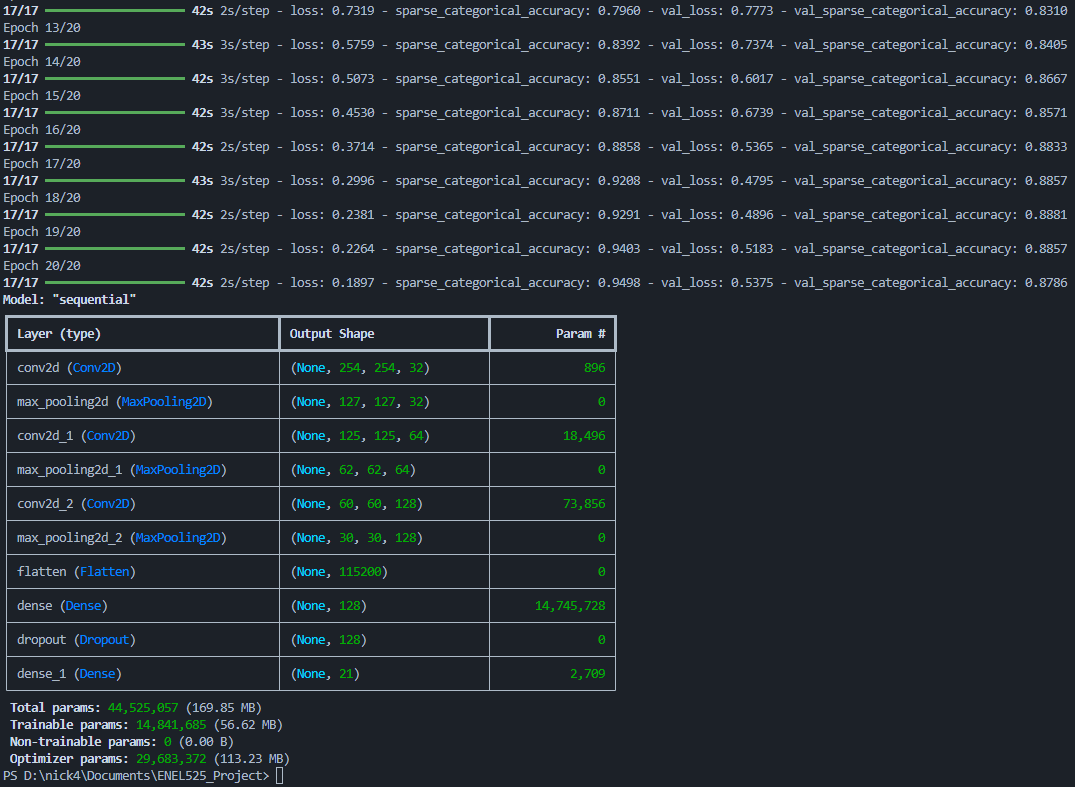 17/17 42s 2s/step - loss: 0.7319 - sparse_categorical_accuracy: 0.7960 - val_loss: 0.7773 - val_sparse_categorical_accuracy: 0.8310
Epoch 13/20
17/17 43s 3s/step - loss: 0.5759 - sparse_categorical_accuracy: 0.8392 - val_loss: 0.7374 - val_sparse_categorical_accuracy: 0.8405
Epoch 14/20
17/17 42s 3s/step - loss: 0.5073 - sparse_categorical_accuracy: 0.8551 - val_loss: 0.6017 - val_sparse_categorical_accuracy: 0.8667
Epoch 15/20
17/17 42s 3s/step - loss: 0.4530 - sparse_categorical_accuracy: 0.8711 - val_loss: 0.6739 - val_sparse_categorical_accuracy: 0.8571
Epoch 16/20
17/17 42s 2s/step - loss: 0.3714 - sparse_categorical_accuracy: 0.8858 - val_loss: 0.5365 - val_sparse_categorical_accuracy: 0.8833
Epoch 17/20
17/17 43s 3s/step - loss: 0.2996 - sparse_categorical_accuracy: 0.9208 - val_loss: 0.4795 - val_sparse_categorical_accuracy: 0.8857
Epoch 18/20
17/17 42s 2s/step - loss: 0.2381 - sparse_categorical_accuracy: 0.9291 - val_loss: 0.4896 - val_sparse_categorical_accuracy: 0.8881
Epoch 19/20
17/17 42s 2s/step - loss: 0.2264 - sparse_categorical_accuracy: 0.9403 - val_loss: 0.5183 - val_sparse_categorical_accuracy: 0.8857
Epoch 20/20
17/17 42s 2s/step - loss: 0.1897 - sparse_categorical_accuracy: 0.9498 - val_loss: 0.5375 - val_sparse_categorical_accuracy: 0.8786
Model: "sequential"
Layer (type) Output Shape Param #
conv2d (Conv2D) (None, 254, 254, 32) 896
max_pooling2d (MaxPooling2D) (None, 127, 127, 32) 0
conv2d_1 (Conv2D) (None, 125, 125, 64) 18,496
max_pooling2d_1 (MaxPooling2D) (None, 62, 62, 64) 0
conv2d_2 (Conv2D) (None, 60, 60, 128) 73,856
max_pooling2d_2 (MaxPooling2D) (None, 30, 30, 128) 0
flatten (Flatten) (None, 115200) 0
dense (Dense) (None, 128) 14,745,728
dropout (Dropout) (None, 128) 0
dense_1 (Dense) (None, 21) 2,709
Total params: 44,525,057 (169.85 MB)
Trainable params: 14,841,685 (56.62 MB)
Non-trainable params: 0 (0.00 B)
Optimizer params: 29,683,372 (113.23 MB)
PS D:\nick4\Documents\ENEL525_Project>